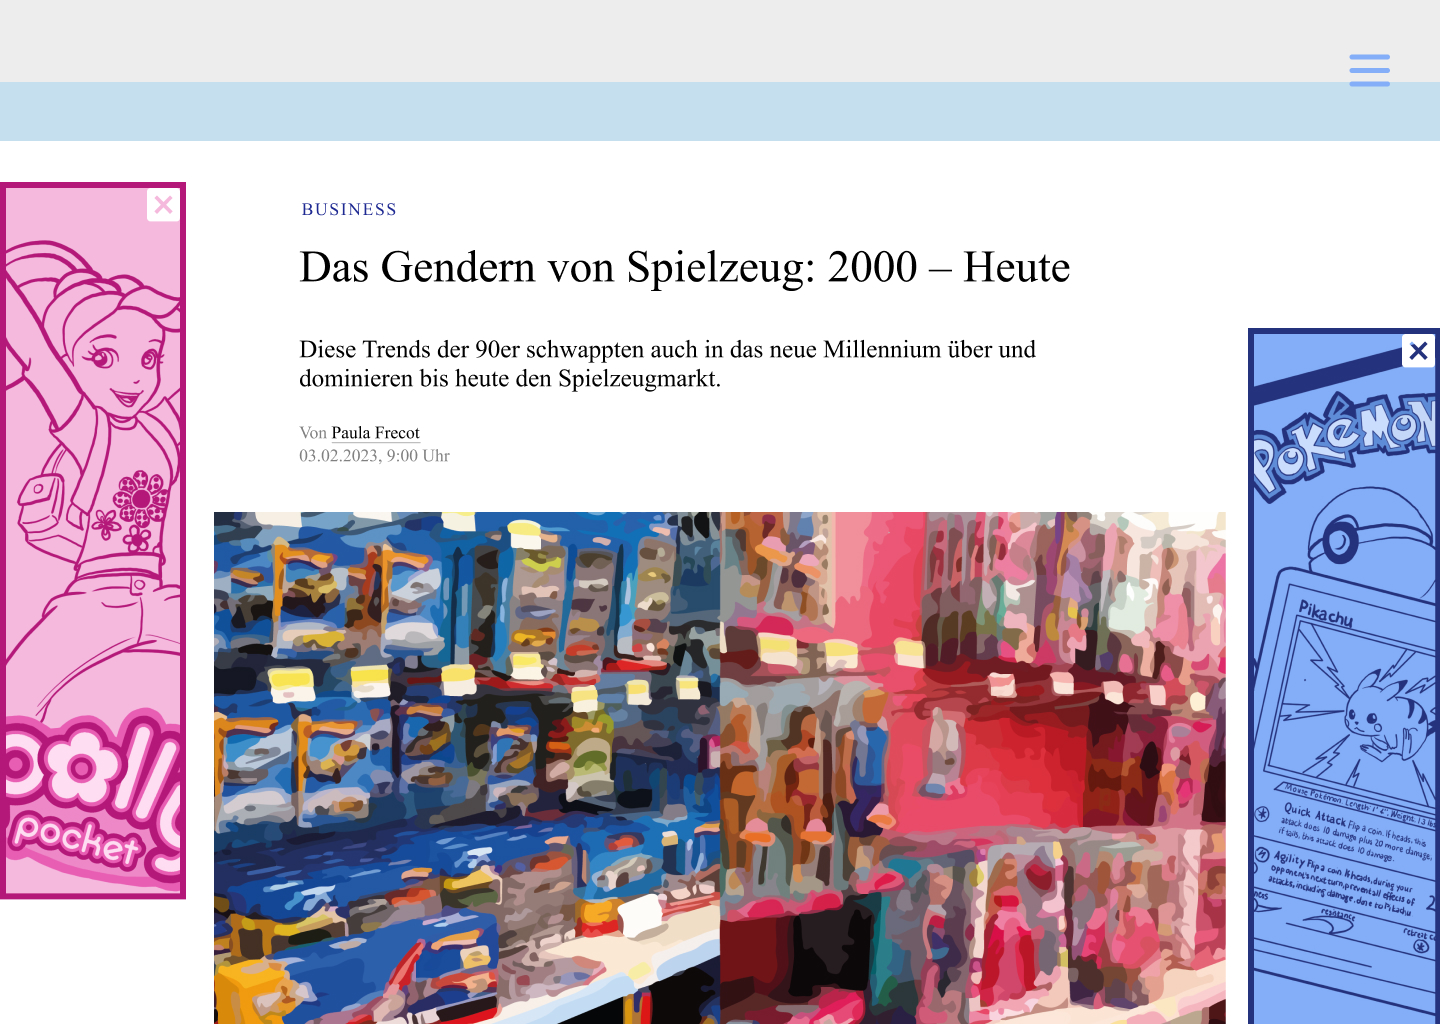 BUSINESS
Das Gendern von Spielzeug: 2000 – Heute
Diese Trends der 90er schwappten auch in das neue Millennium über und
dominieren bis heute den Spielzeugmarkt.
Von Paula Frecot
03.02.2023, 9:00 Uhr
polly
pocket
POKÉMON
Pikachu
Mouse Pokémon. Length: 1' 4", Weight: 13 lbs
Quick Attack Flip a coin. If heads, this
attack does 10 damage plus 20 more damage,
if tails, this attack does 10 damage.
Agility Flip a coin. If heads, during your
opponent's next turn, prevent all effects of
attacks, including damage, done to Pikachu
resistance
retreat c